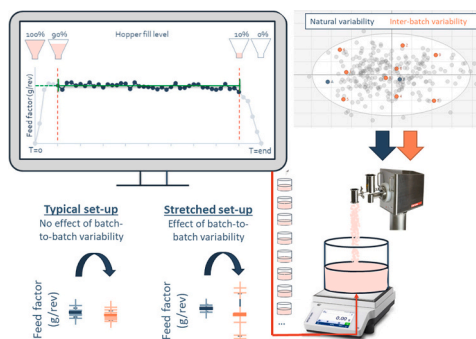 Hopper fill level
100%
90%
10%
0%
Feed factor(g/rev)
T=0
T=end
Natural variability
Inter-batch variability
Typical set-up
No effect of batch-
to-batch variability
Stretched set-up
Effect of batch-to-
batch variability
Feed factor
(g/rev)
Feed factor
(g/rev)
...
0.00